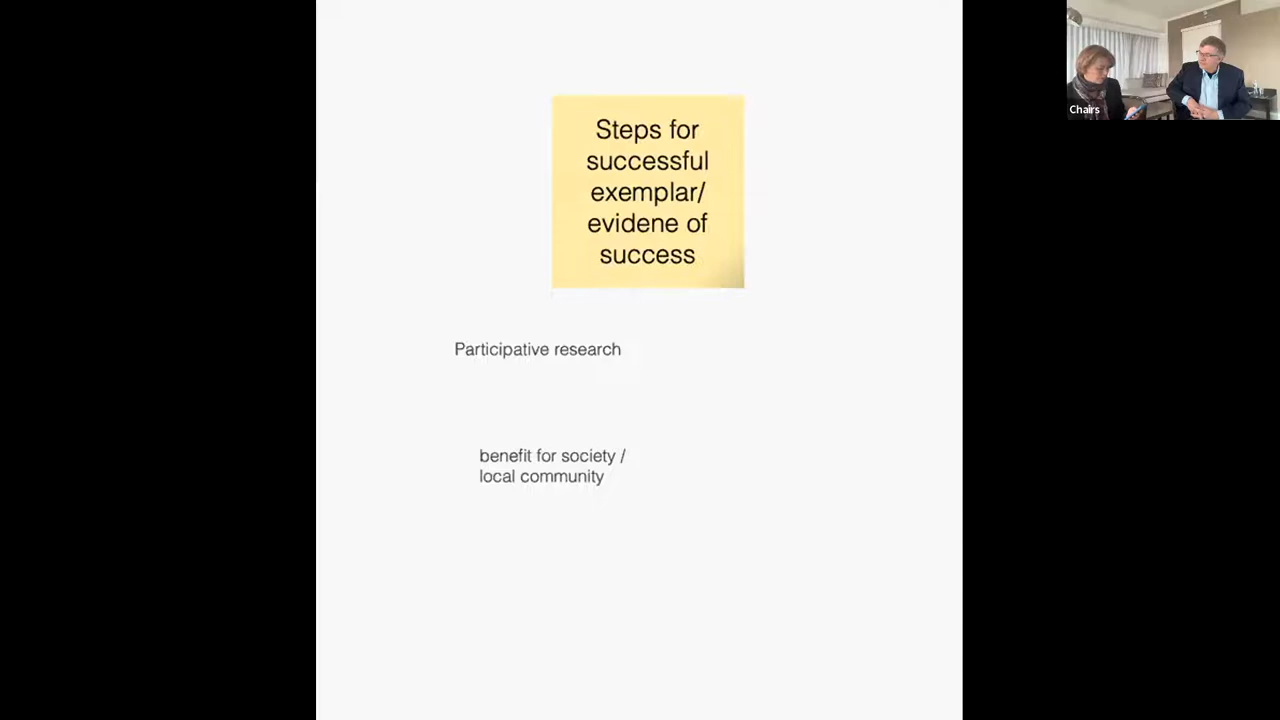 Steps for
successful
exemplar/
evidene of
success
Participative research
benefit for society /
local community
Chairs